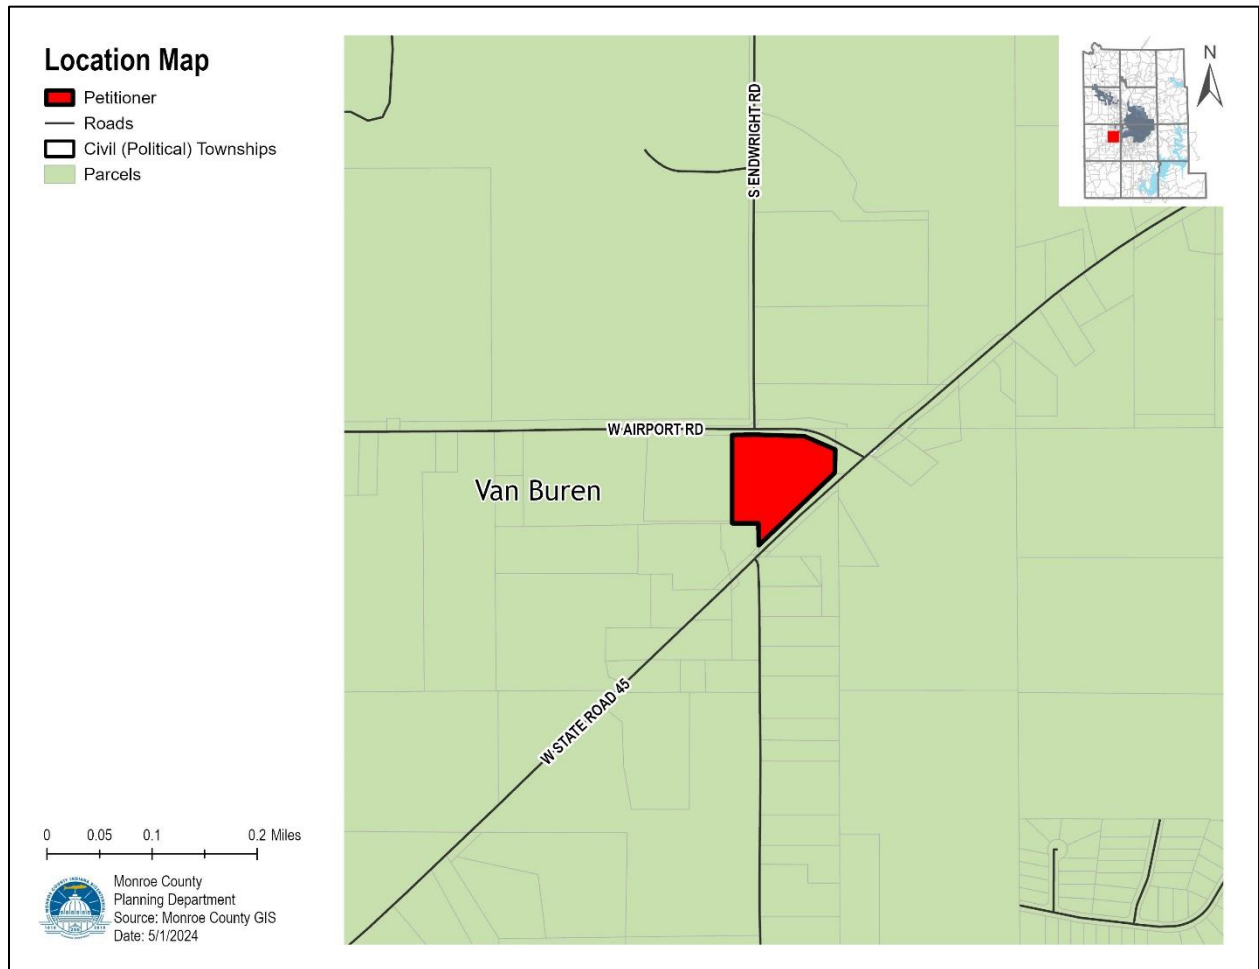 Location Map
Petitioner
Roads
Civil (Political) Townships
Parcels
N
S ENDWRIGHT RD
W AIRPORT RD
Van Buren
W STATE ROAD 45
0 0.05 0.1 0.2 Miles
Monroe County
Planning Department
Source: Monroe County GIS
Date: 5/1/2024